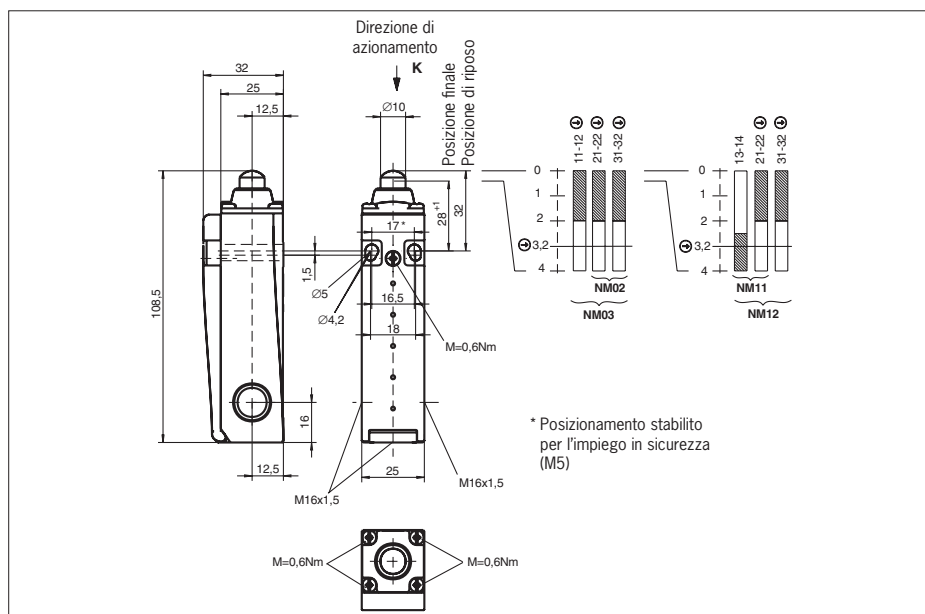 Direzione di
azionamento
K
Posizione finale
Posizione di riposo
32
25
12,5
Ø10
11-12
21-22
31-32
13-14
21-22
31-32
0
1
2
3,2
4
0
1
2
3,2
4
28+1
32
17*
1,5
Ø5
Ø4,2
16,5
18
M=0,6Nm
108,5
16
12,5
25
M16x1,5
M16x1,5
NM02
NM03
NM11
NM12
* Posizionamento stabilito
per l'impiego in sicurezza
(M5)
M=0,6Nm
M=0,6Nm